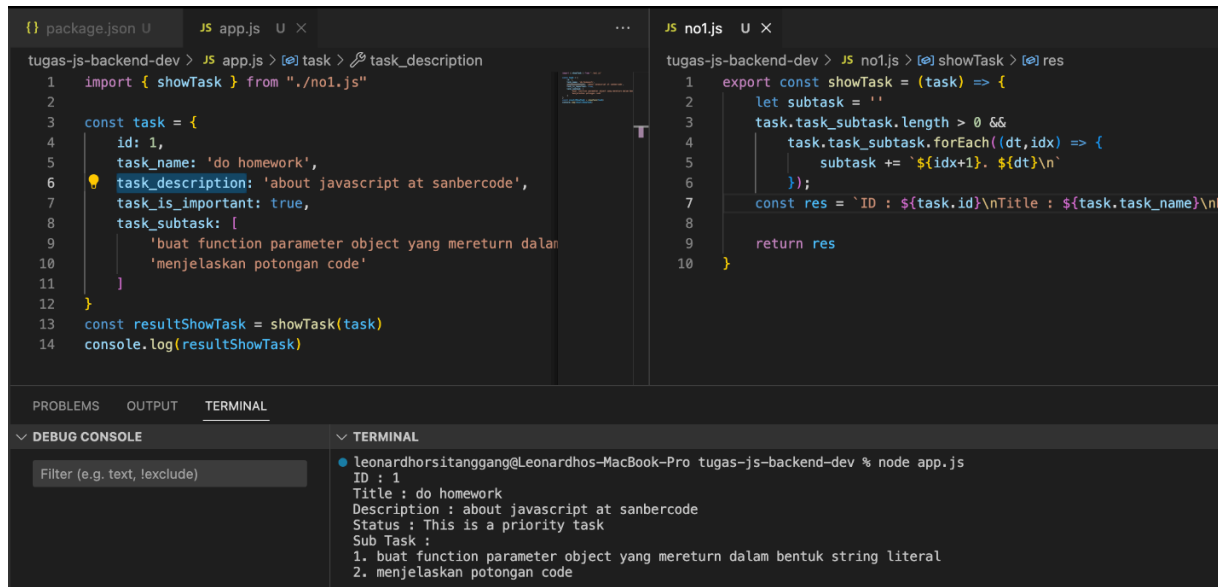 {} package.json U
JS app.js U ×
...
tugas-js-backend-dev > JS app.js > task > task_description
1 import { showTask } from "./no1.js"
2
3 const task = {
4 id: 1,
5 task_name: 'do homework',
6 task_description: 'about javascript at sanbercode',
7 task_is_important: true,
8 task_subtask: [
9 'buat function parameter object yang mereturn dalam
10 'menjelaskan potongan code'
11 ]
12 }
13 const resultShowTask = showTask(task)
14 console.log(resultShowTask)
JS no1.js U ×
tugas-js-backend-dev > JS no1.js > showTask > res
1 export const showTask = (task) => {
2 let subtask = ''
3 task.task_subtask.length > 0 &&
4 task.task_subtask.forEach((dt,idx) => {
5 subtask += `${idx+1}. ${dt}\n`
6 });
7 const res = `ID : ${task.id}\nTitle : ${task.task_name}\n
8
9 return res
10 }
PROBLEMS OUTPUT TERMINAL
DEBUG CONSOLE
Filter (e.g. text, !exclude)
TERMINAL
leonardhorsitanggang@Leonardhos-MacBook-Pro tugas-js-backend-dev % node app.js
ID : 1
Title : do homework
Description : about javascript at sanbercode
Status : This is a priority task
Sub Task :
1. buat function parameter object yang mereturn dalam bentuk string literal
2. menjelaskan potongan code